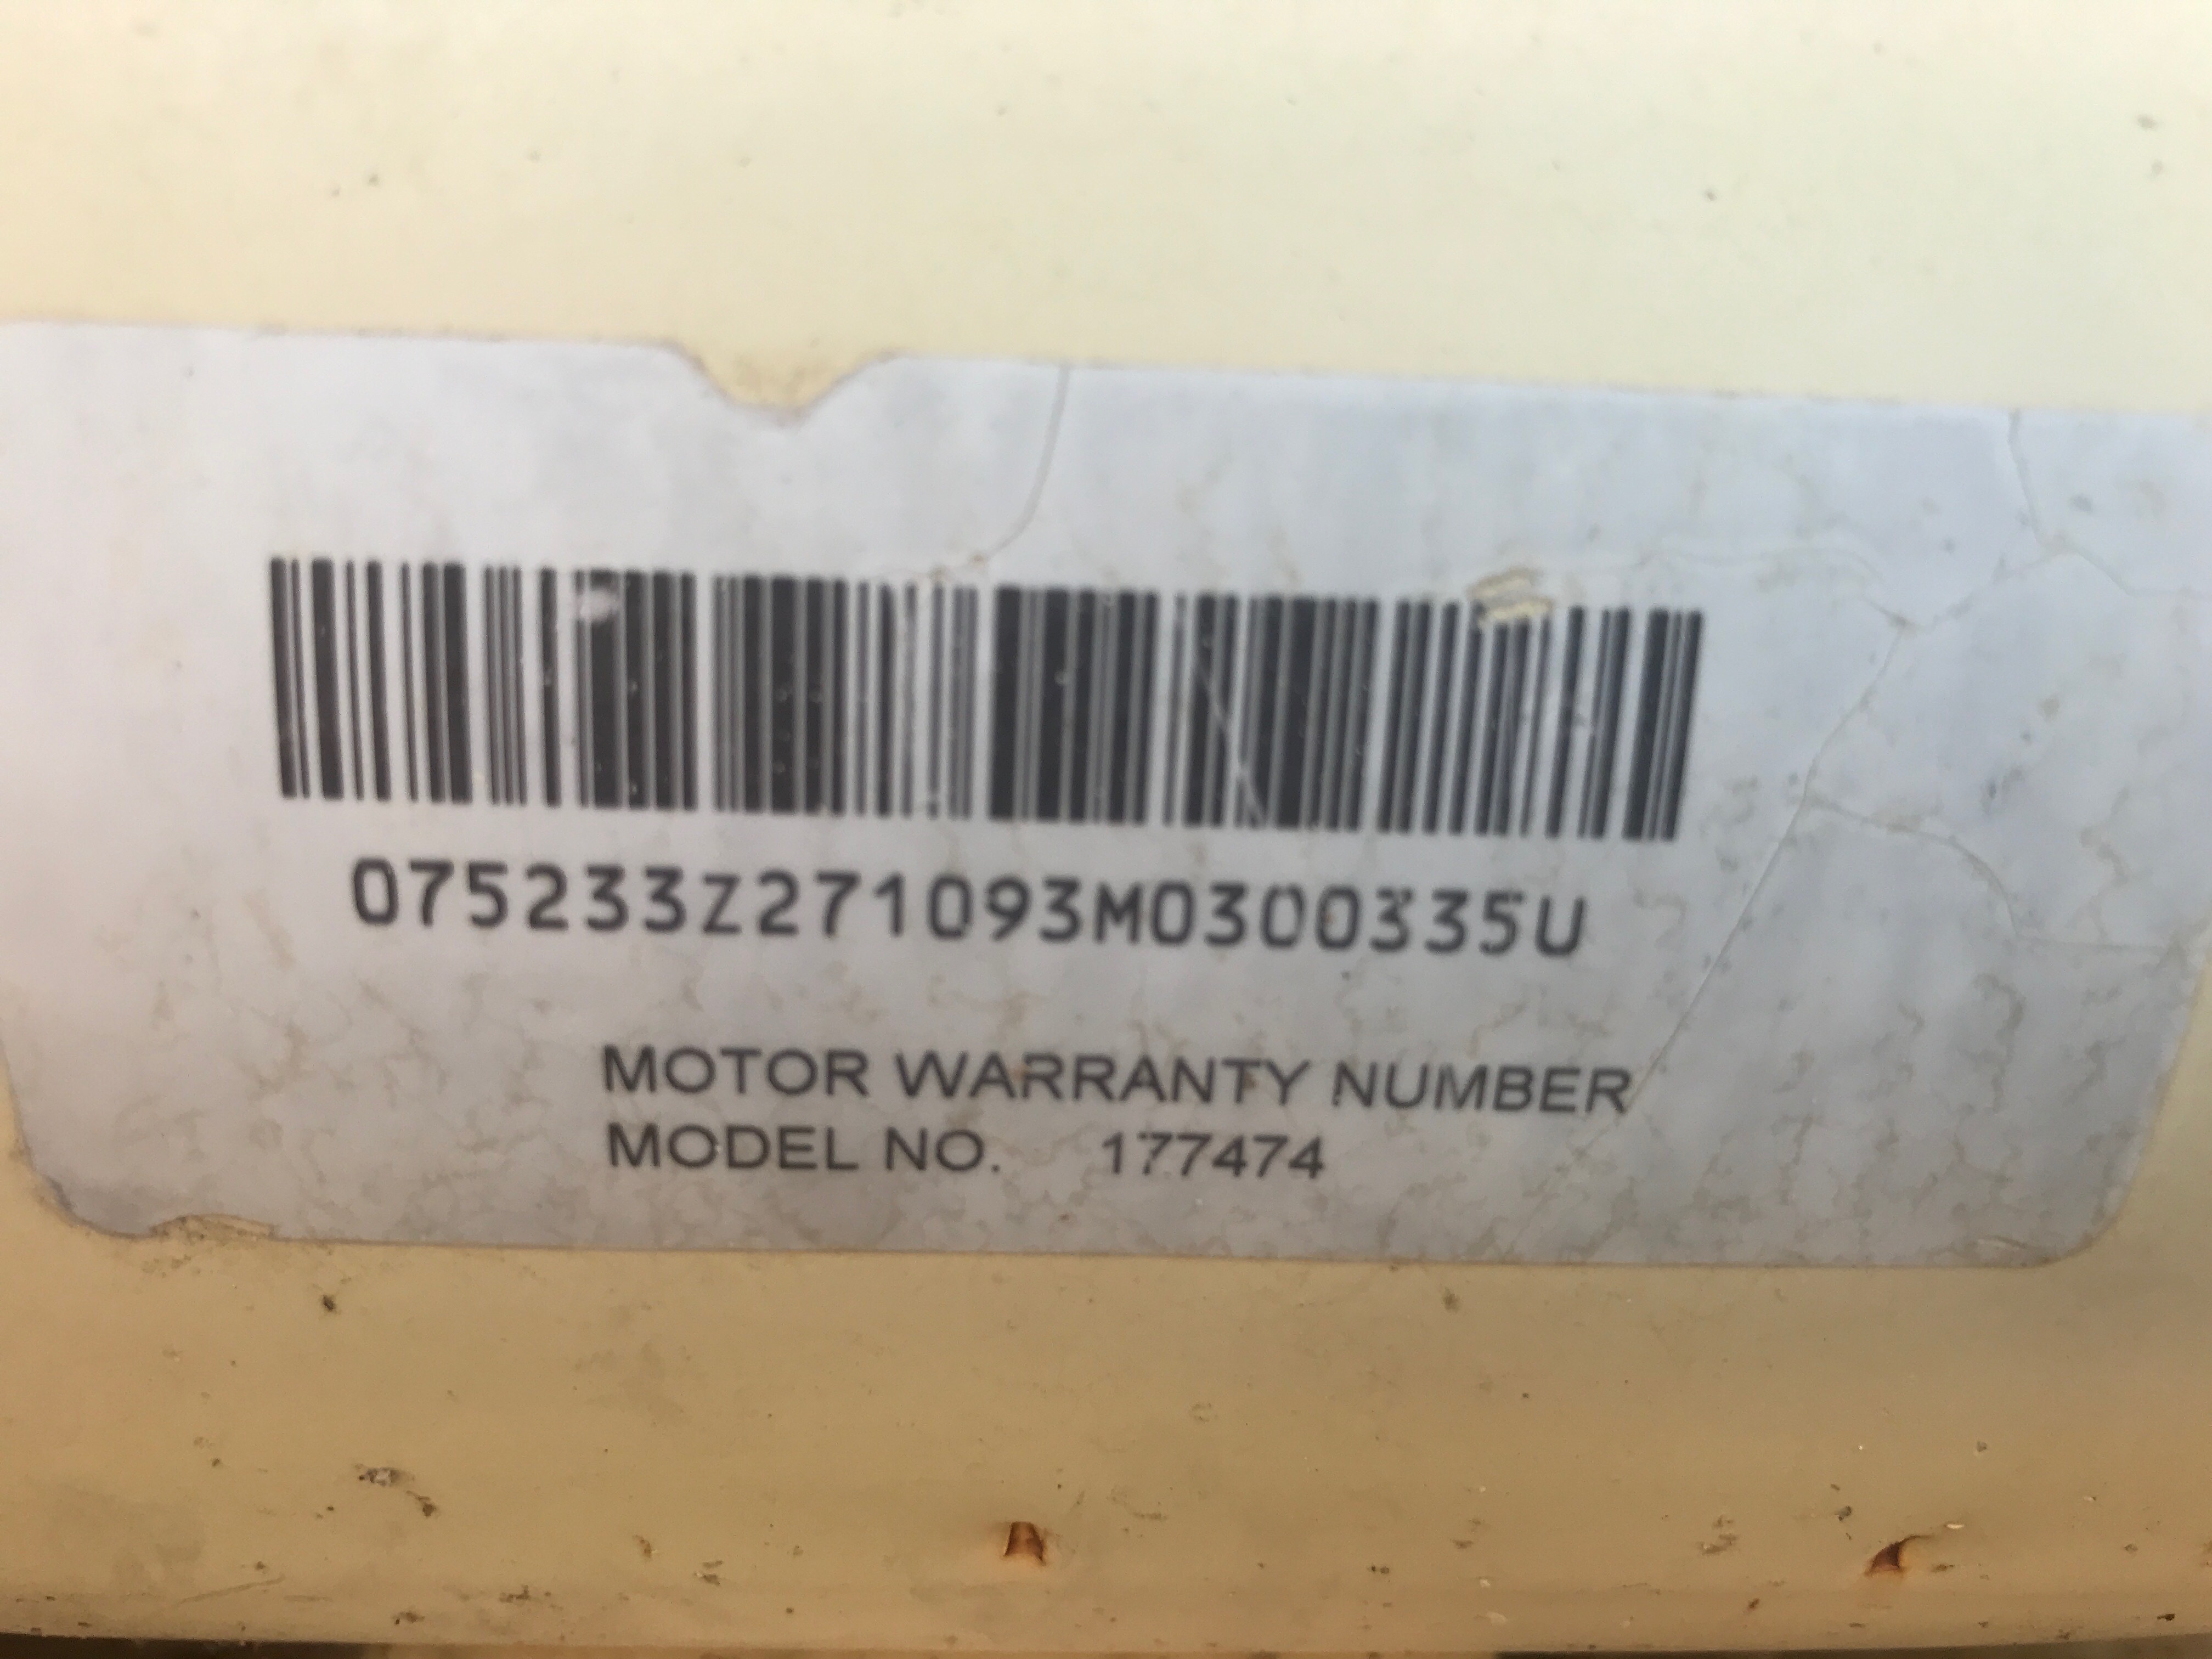 075233Z271093M0300335U
MOTOR WARRANTY NUMBER
MODEL NO. 177474